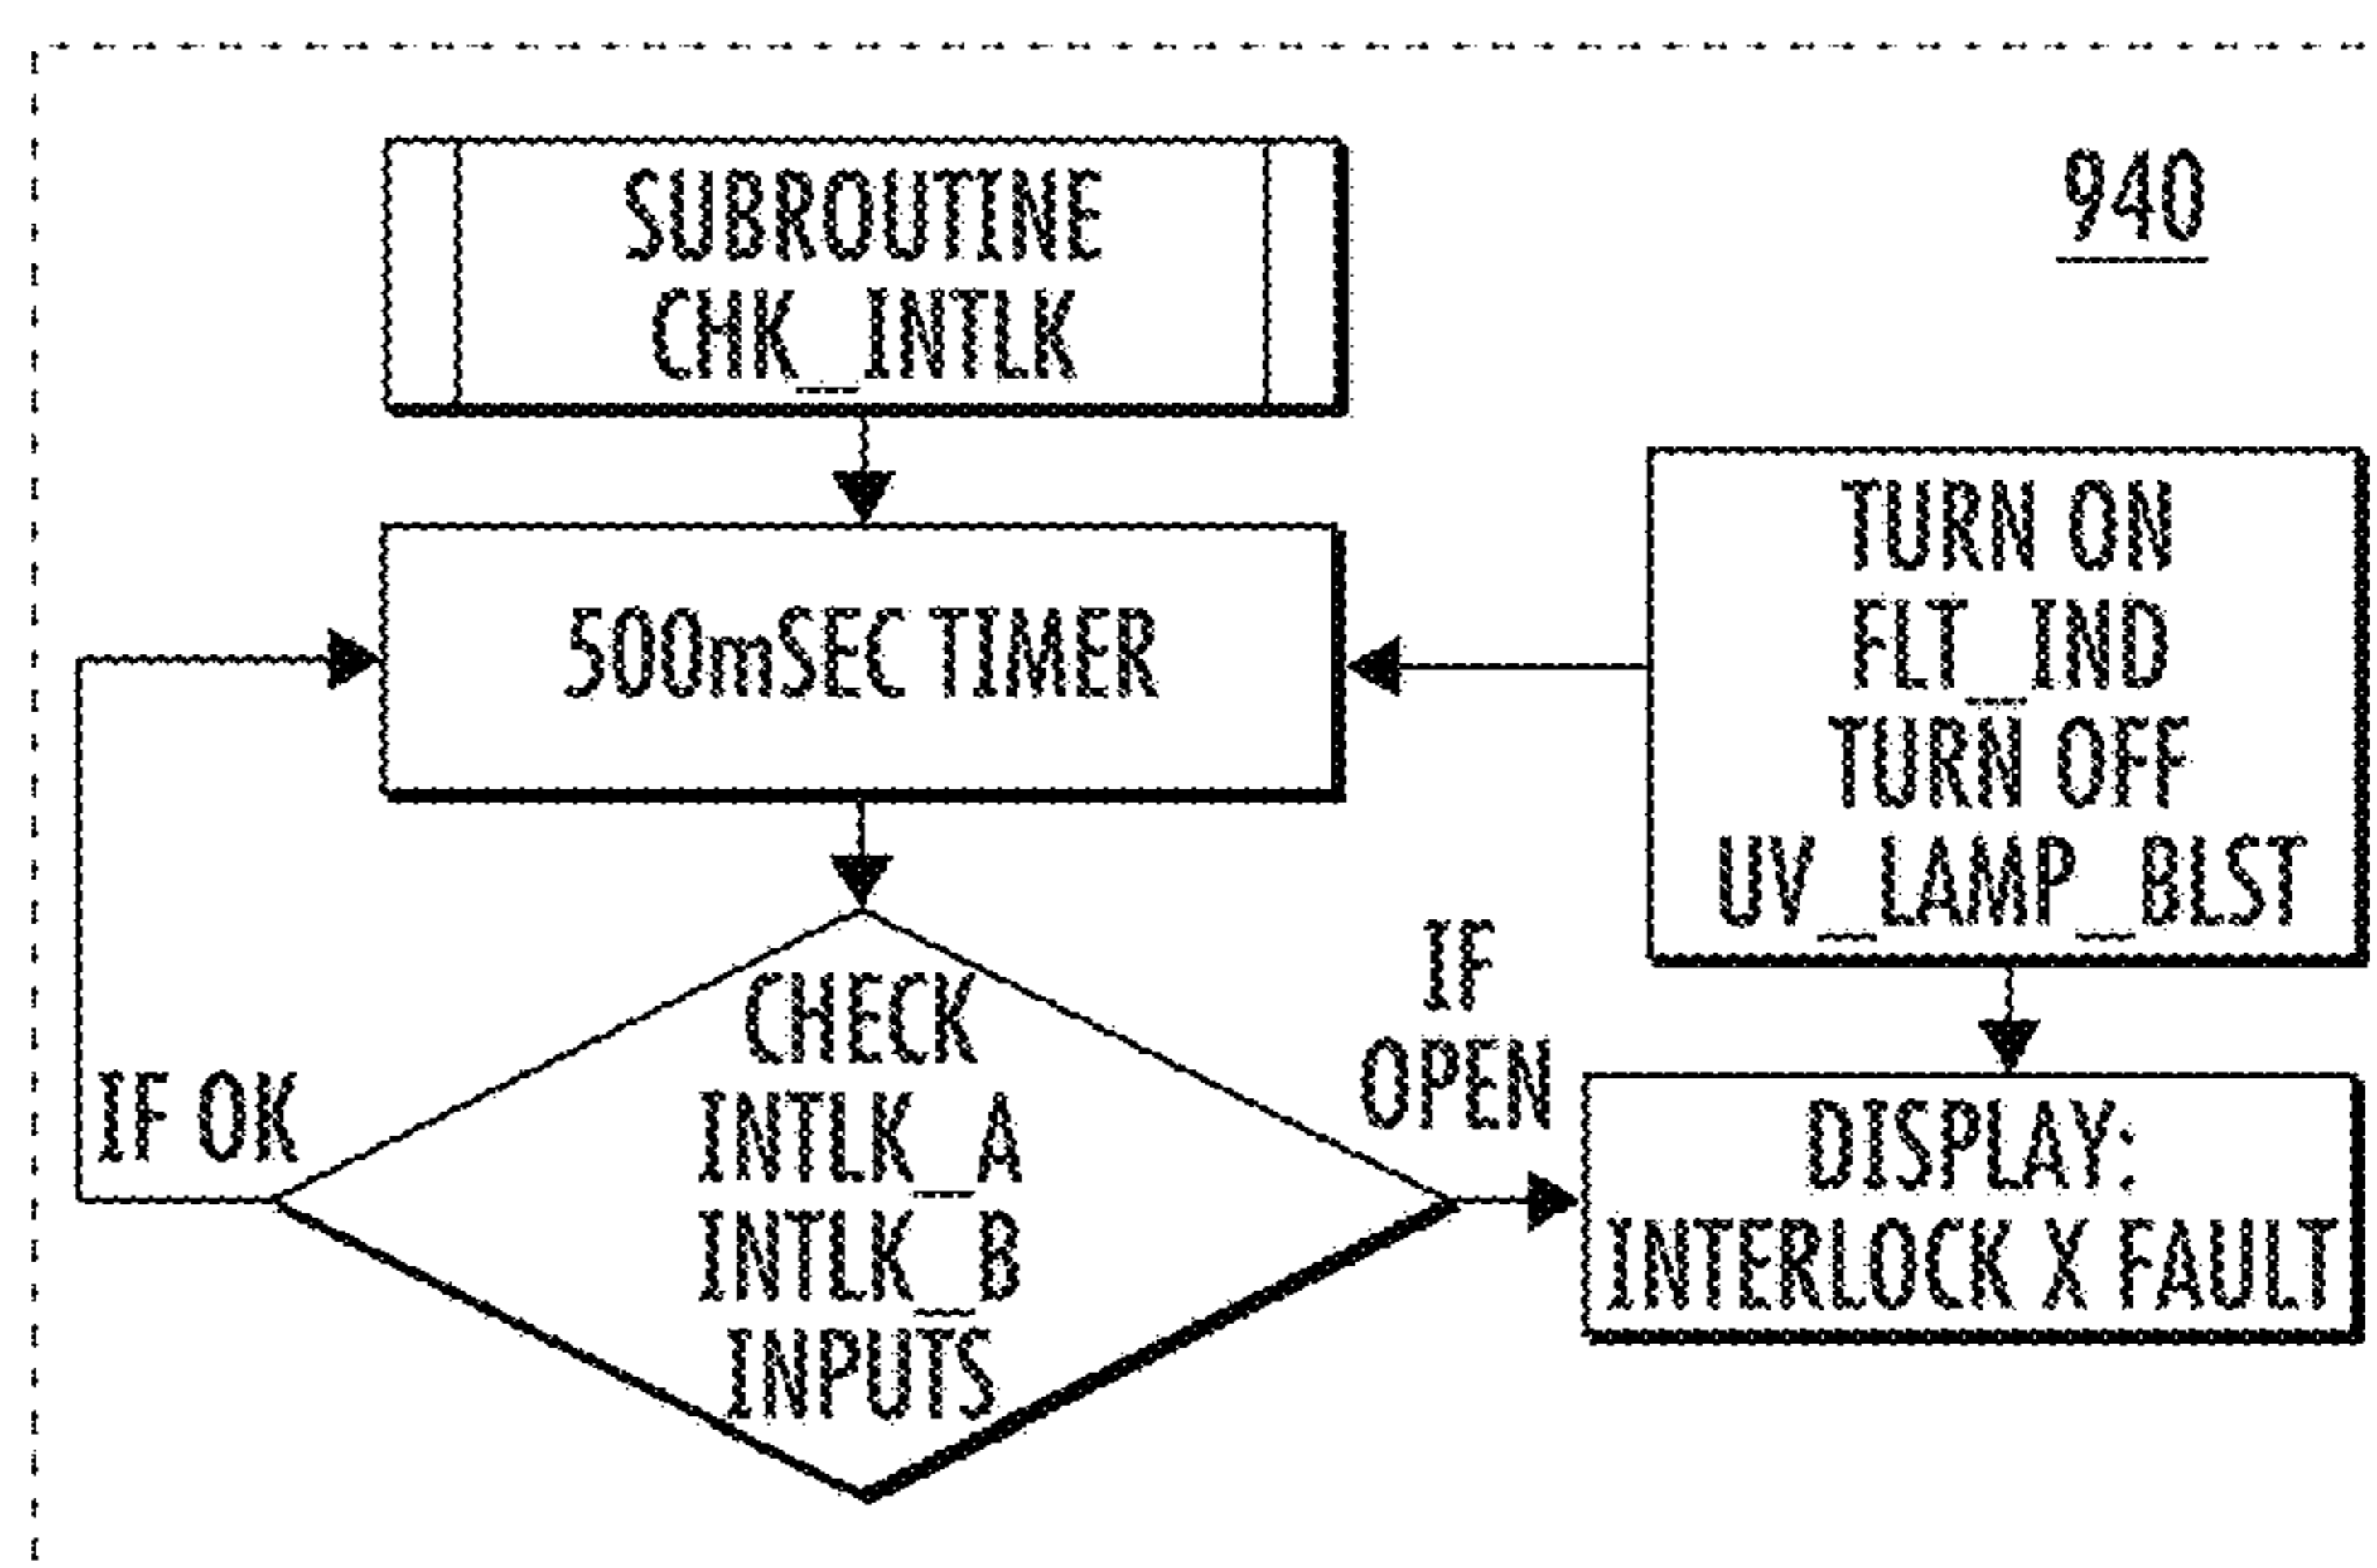 940
SUBROUTINE
CHK_INTLK
500mSEC TIMER
TURN ON
FLT_IND
TURN OFF
UV_LAMP_BLST
CHECK
INTLK_A
INTLK_B
INPUTS
IF OK
IF
OPEN
DISPLAY:
INTERLOCK X FAULT